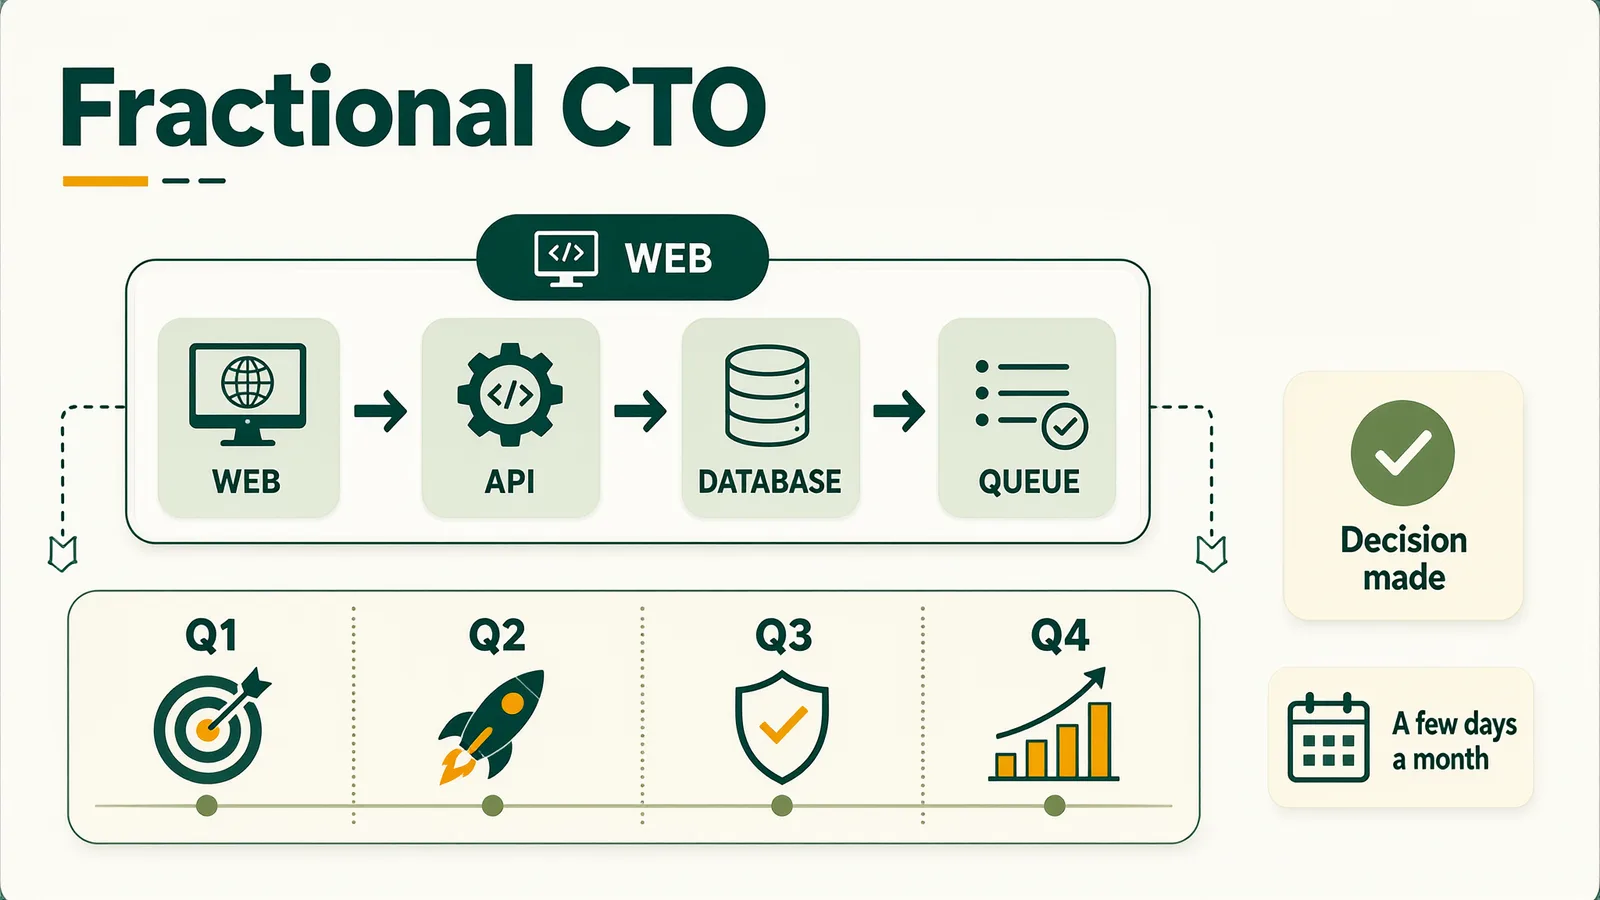 Fractional CTO
</> WEB
WEB
</> API
DATABASE
QUEUE
Decision
made
Q1
Q2
Q3
Q4
A few days
a month